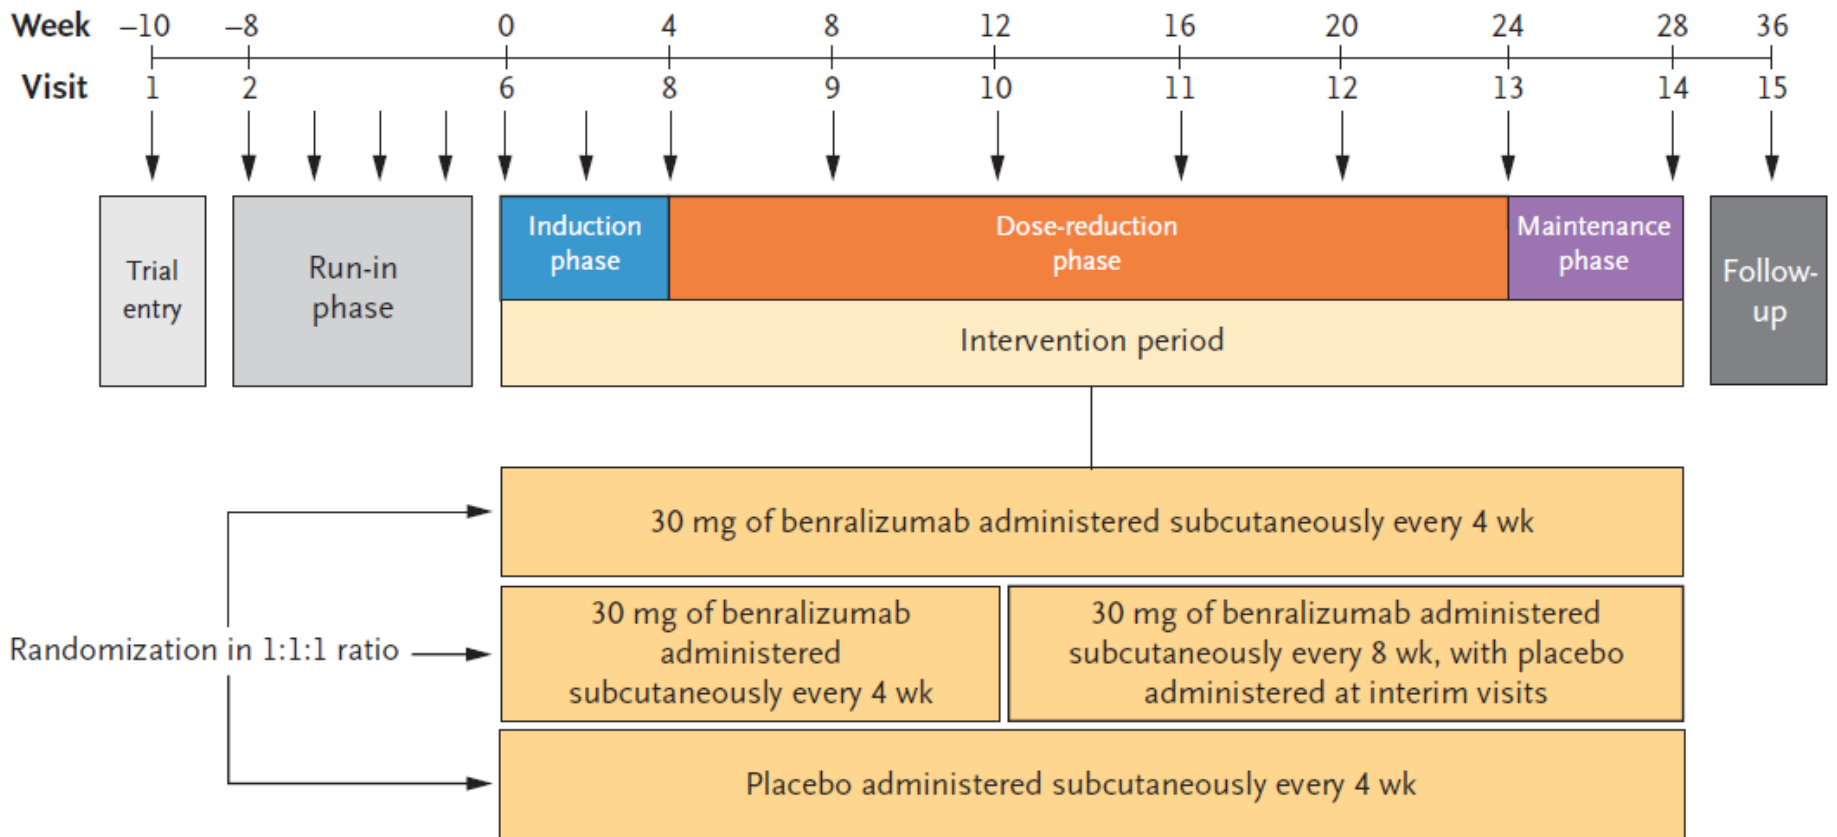 Week –10 –8 0 4 8 12 16 20 24 28 36
Visit 1 2 6 8 9 10 11 12 13 14 15
Trial
entry
Run-in
phase
Induction
phase
Dose-reduction
phase
Maintenance
phase
Follow-
up
Intervention period
Randomization in 1:1:1 ratio
30 mg of benralizumab administered subcutaneously every 4 wk
30 mg of benralizumab
administered
subcutaneously every 4 wk
30 mg of benralizumab administered
subcutaneously every 8 wk, with placebo
administered at interim visits
Placebo administered subcutaneously every 4 wk